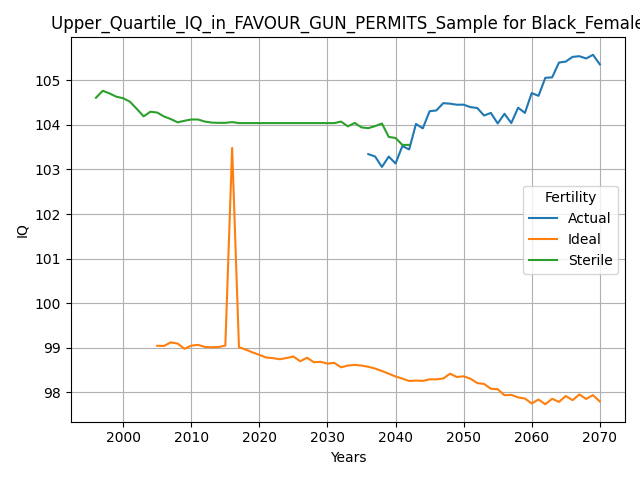 Upper_Quartile_IQ_in_FAVOUR_GUN_PERMITS_Sample for Black_Female
105
104
103
102
101
100
99
98
IQ
Fertility
Actual
Ideal
Sterile
2000 2010 2020 2030 2040 2050 2060 2070
Years